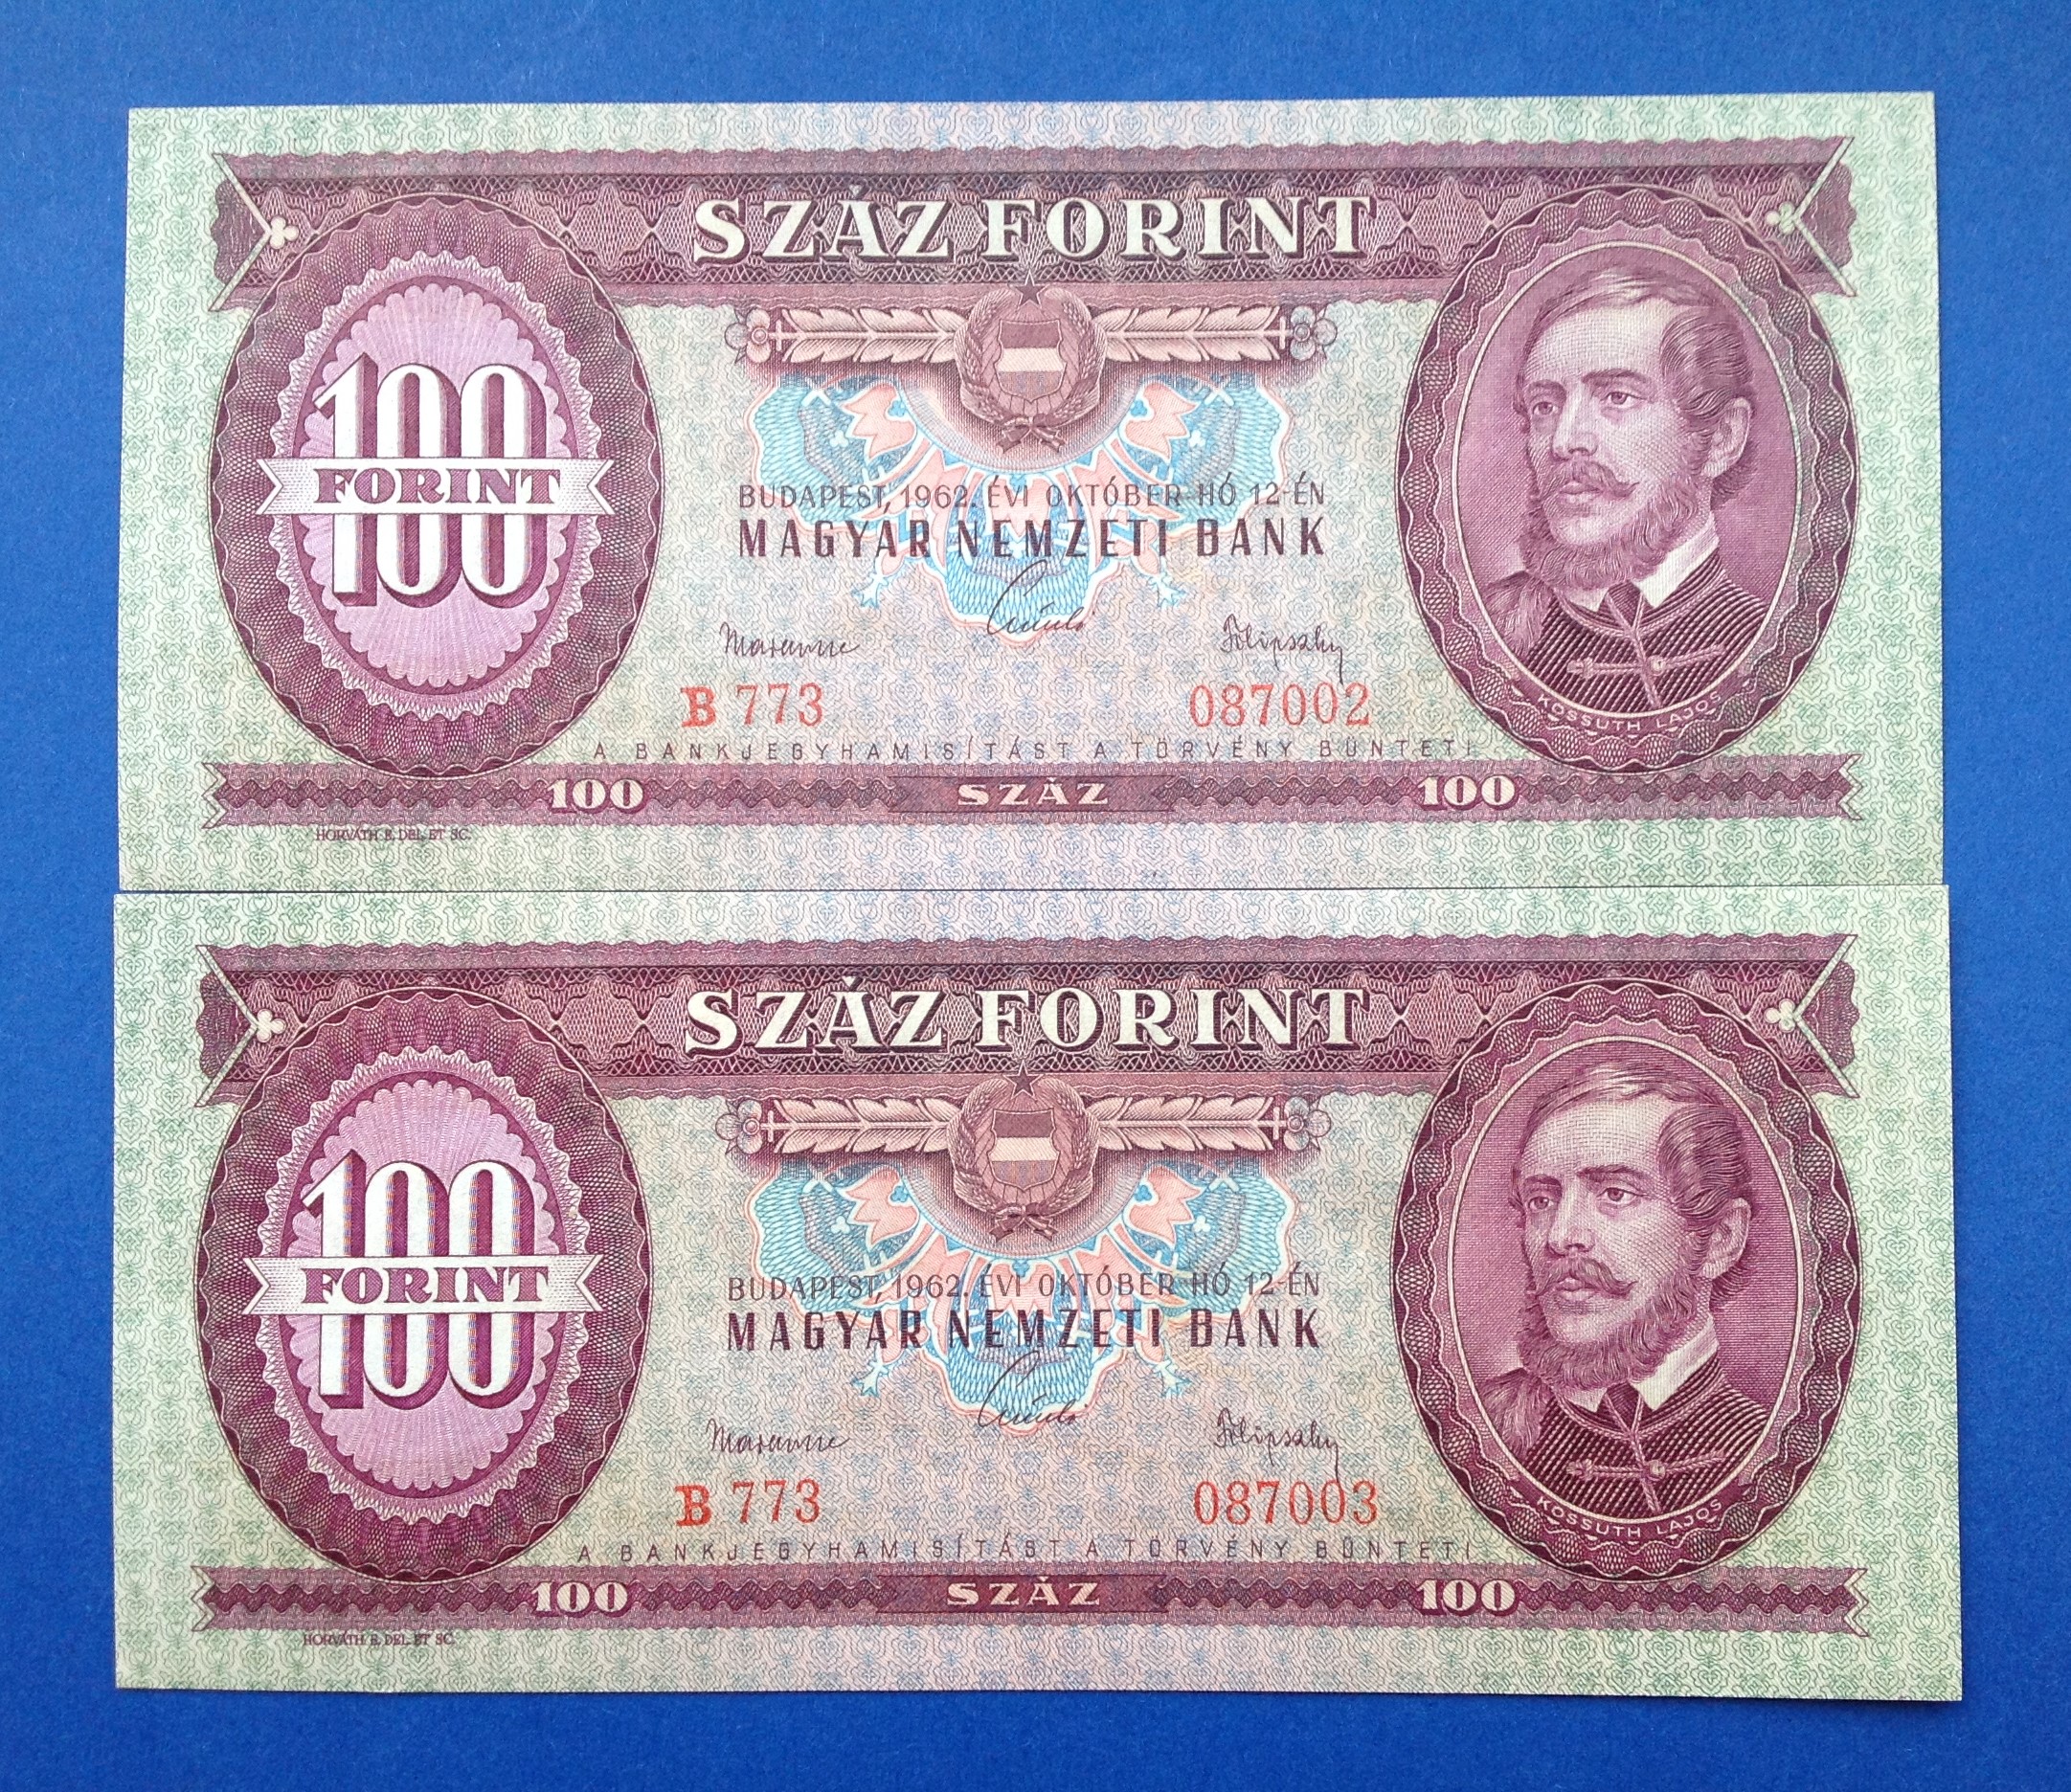 SZÁZ FORINT
100
FORINT
BUDAPEST, 1962. ÉVI OKTÓBER HÓ 12-ÉN
MAGYAR NEMZETI BANK
B 773 087002
KOSSUTH LAJOS
A BANKJEGYHAMISÍTÁST A TÖRVÉNY BÜNTETI
100 SZÁZ 100
HORVÁTH E. DEL. ET SC.
SZÁZ FORINT
100
FORINT
BUDAPEST, 1962. ÉVI OKTÓBER HÓ 12-ÉN
MAGYAR NEMZETI BANK
B 773 087003
KOSSUTH LAJOS
A BANKJEGYHAMISÍTÁST A TÖRVÉNY BÜNTETI
100 SZÁZ 100
HORVÁTH E. DEL. ET SC.